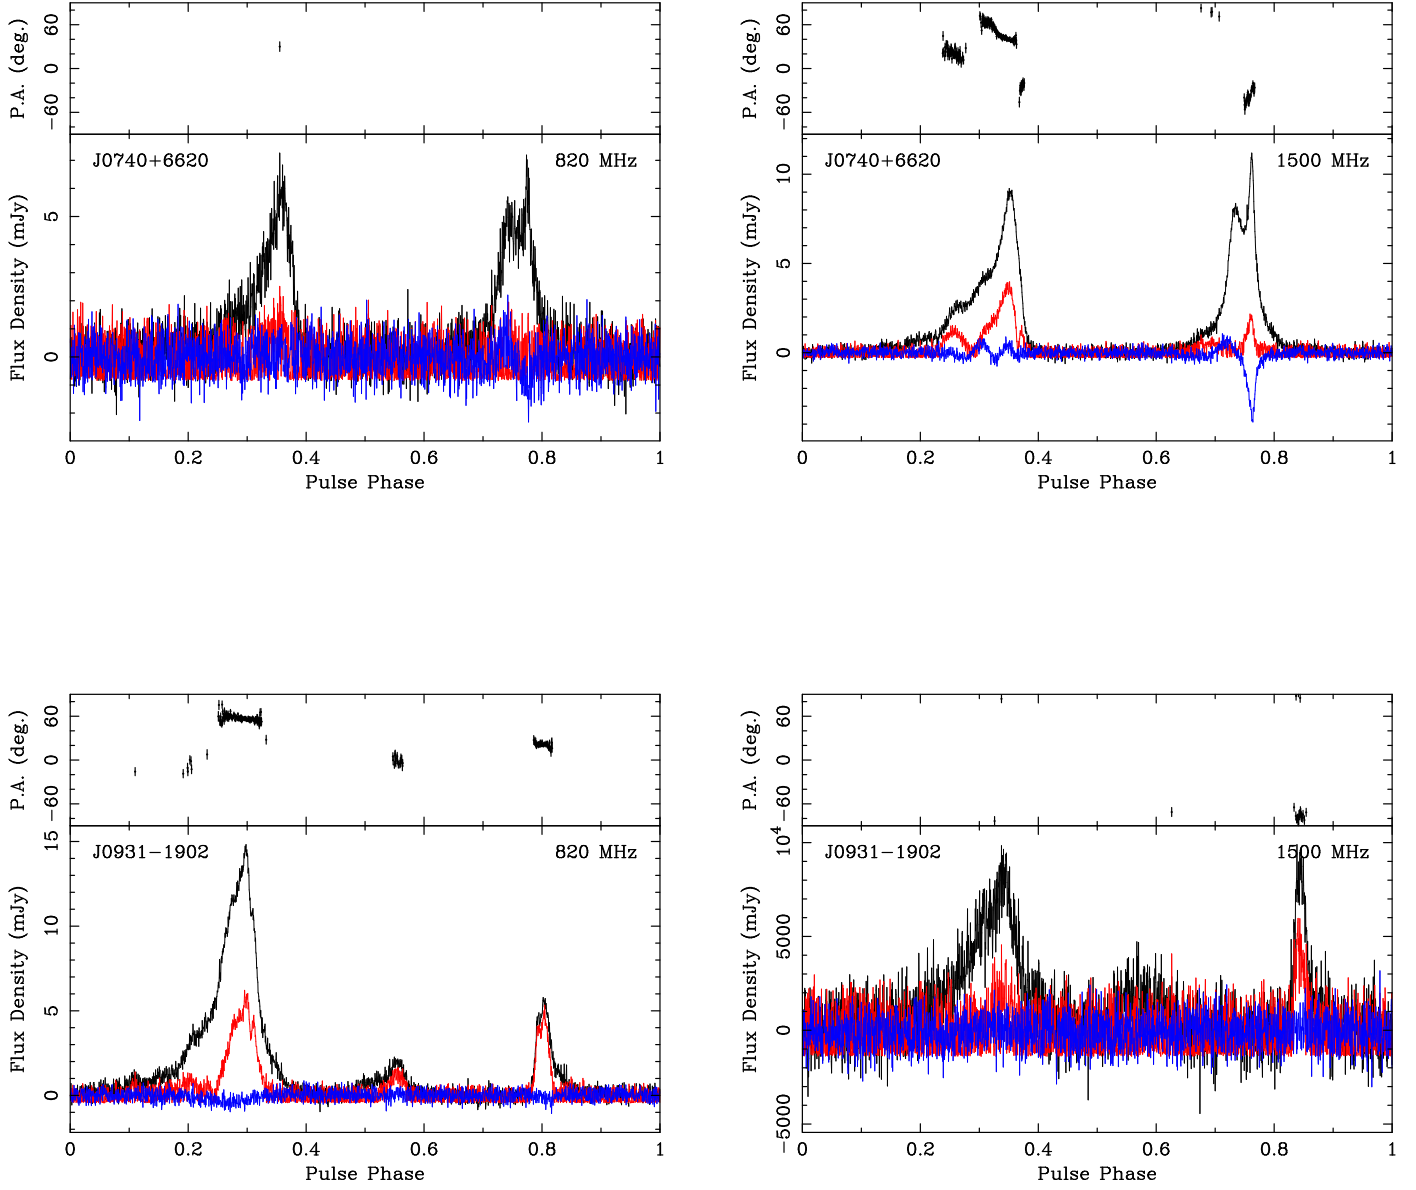 P.A. (deg.)
60
0
−60
J0740+6620
820 MHz
Flux Density (mJy)
5
0
0 0.2 0.4 0.6 0.8 1
Pulse Phase
P.A. (deg.)
60
0
−60
J0740+6620
1500 MHz
Flux Density (mJy)
10
5
0
0 0.2 0.4 0.6 0.8 1
Pulse Phase
P.A. (deg.)
60
0
−60
J0931−1902
820 MHz
Flux Density (mJy)
15
10
5
0
0 0.2 0.4 0.6 0.8 1
Pulse Phase
P.A. (deg.)
60
0
−60
J0931−1902
1500 MHz
Flux Density (mJy)
10⁴
5000
0
−5000
0 0.2 0.4 0.6 0.8 1
Pulse Phase